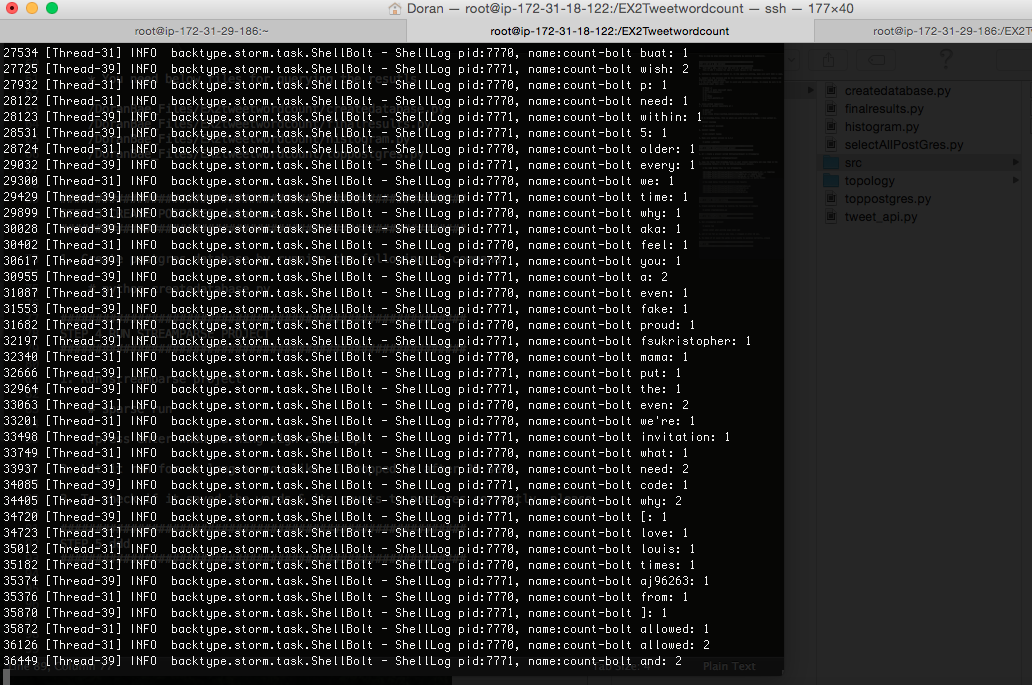 Doran — root@ip-172-31-18-122:/EX2Tweetwordcount — ssh — 177×40
root@ip-172-31-29-186:~
root@ip-172-31-18-122:/EX2Tweetwordcount
root@ip-172-31-29-186:/EX2T
27534 [Thread-31] INFO  backtype.storm.task.ShellBolt - ShellLog pid:7770, name:count-bolt buat: 1
27725 [Thread-39] INFO  backtype.storm.task.ShellBolt - ShellLog pid:7771, name:count-bolt wish: 2
27932 [Thread-31] INFO  backtype.storm.task.ShellBolt - ShellLog pid:7770, name:count-bolt p: 1
28122 [Thread-31] INFO  backtype.storm.task.ShellBolt - ShellLog pid:7770, name:count-bolt need: 1
28123 [Thread-39] INFO  backtype.storm.task.ShellBolt - ShellLog pid:7771, name:count-bolt within: 1
28531 [Thread-39] INFO  backtype.storm.task.ShellBolt - ShellLog pid:7771, name:count-bolt 5: 1
28724 [Thread-31] INFO  backtype.storm.task.ShellBolt - ShellLog pid:7770, name:count-bolt older: 1
29032 [Thread-39] INFO  backtype.storm.task.ShellBolt - ShellLog pid:7771, name:count-bolt every: 1
29300 [Thread-31] INFO  backtype.storm.task.ShellBolt - ShellLog pid:7770, name:count-bolt we: 1
29429 [Thread-39] INFO  backtype.storm.task.ShellBolt - ShellLog pid:7771, name:count-bolt time: 1
29899 [Thread-31] INFO  backtype.storm.task.ShellBolt - ShellLog pid:7770, name:count-bolt why: 1
30028 [Thread-39] INFO  backtype.storm.task.ShellBolt - ShellLog pid:7771, name:count-bolt aka: 1
30402 [Thread-31] INFO  backtype.storm.task.ShellBolt - ShellLog pid:7770, name:count-bolt feel: 1
30617 [Thread-39] INFO  backtype.storm.task.ShellBolt - ShellLog pid:7771, name:count-bolt you: 1
30955 [Thread-39] INFO  backtype.storm.task.ShellBolt - ShellLog pid:7771, name:count-bolt a: 2
31087 [Thread-31] INFO  backtype.storm.task.ShellBolt - ShellLog pid:7770, name:count-bolt even: 1
31553 [Thread-39] INFO  backtype.storm.task.ShellBolt - ShellLog pid:7771, name:count-bolt fake: 1
31682 [Thread-31] INFO  backtype.storm.task.ShellBolt - ShellLog pid:7770, name:count-bolt proud: 1
32197 [Thread-39] INFO  backtype.storm.task.ShellBolt - ShellLog pid:7771, name:count-bolt fsukristopher: 1
32340 [Thread-31] INFO  backtype.storm.task.ShellBolt - ShellLog pid:7770, name:count-bolt mama: 1
32666 [Thread-39] INFO  backtype.storm.task.ShellBolt - ShellLog pid:7771, name:count-bolt put: 1
32964 [Thread-39] INFO  backtype.storm.task.ShellBolt - ShellLog pid:7771, name:count-bolt the: 1
33063 [Thread-31] INFO  backtype.storm.task.ShellBolt - ShellLog pid:7770, name:count-bolt even: 2
33201 [Thread-31] INFO  backtype.storm.task.ShellBolt - ShellLog pid:7770, name:count-bolt we're: 1
33498 [Thread-39] INFO  backtype.storm.task.ShellBolt - ShellLog pid:7771, name:count-bolt invitation: 1
33749 [Thread-31] INFO  backtype.storm.task.ShellBolt - ShellLog pid:7770, name:count-bolt what: 1
33937 [Thread-31] INFO  backtype.storm.task.ShellBolt - ShellLog pid:7770, name:count-bolt need: 2
34085 [Thread-39] INFO  backtype.storm.task.ShellBolt - ShellLog pid:7771, name:count-bolt code: 1
34405 [Thread-31] INFO  backtype.storm.task.ShellBolt - ShellLog pid:7770, name:count-bolt why: 2
34720 [Thread-39] INFO  backtype.storm.task.ShellBolt - ShellLog pid:7771, name:count-bolt [: 1
34723 [Thread-31] INFO  backtype.storm.task.ShellBolt - ShellLog pid:7770, name:count-bolt love: 1
35012 [Thread-31] INFO  backtype.storm.task.ShellBolt - ShellLog pid:7770, name:count-bolt louis: 1
35182 [Thread-31] INFO  backtype.storm.task.ShellBolt - ShellLog pid:7770, name:count-bolt times: 1
35374 [Thread-39] INFO  backtype.storm.task.ShellBolt - ShellLog pid:7771, name:count-bolt aj96263: 1
35376 [Thread-31] INFO  backtype.storm.task.ShellBolt - ShellLog pid:7770, name:count-bolt from: 1
35870 [Thread-39] INFO  backtype.storm.task.ShellBolt - ShellLog pid:7771, name:count-bolt ]: 1
35872 [Thread-31] INFO  backtype.storm.task.ShellBolt - ShellLog pid:7770, name:count-bolt allowed: 1
36126 [Thread-31] INFO  backtype.storm.task.ShellBolt - ShellLog pid:7770, name:count-bolt allowed: 2
36449 [Thread-39] INFO  backtype.storm.task.ShellBolt - ShellLog pid:7771, name:count-bolt and: 2
createdatabase.py
finalresults.py
histogram.py
selectAllPostGres.py
src
topology
toppostgres.py
tweet_api.py
Plain Text